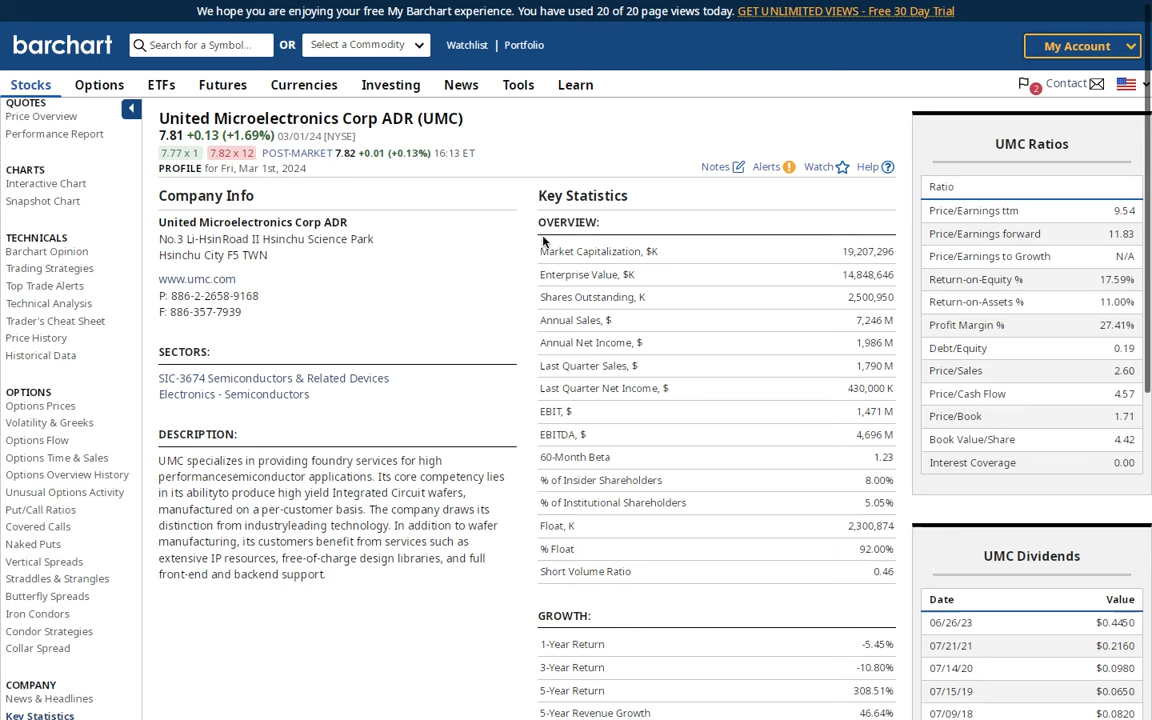 We hope you are enjoying your free My Barchart experience. You have used 20 of 20 page views today. GET UNLIMITED VIEWS - Free 30 Day Trial
barchart
Search for a Symbol...
OR
Select a Commodity
Watchlist | Portfolio
My Account
Stocks Options ETFs Futures Currencies Investing News Tools Learn
2 Contact
QUOTES
Price Overview
Performance Report
CHARTS
Interactive Chart
Snapshot Chart
TECHNICALS
Barchart Opinion
Trading Strategies
Top Trade Alerts
Technical Analysis
Trader's Cheat Sheet
Price History
Historical Data
OPTIONS
Options Prices
Volatility & Greeks
Options Flow
Options Time & Sales
Options Overview History
Unusual Options Activity
Put/Call Ratios
Covered Calls
Naked Puts
Vertical Spreads
Straddles & Strangles
Butterfly Spreads
Iron Condors
Condor Strategies
Collar Spread
COMPANY
News & Headlines
Key Statistics
United Microelectronics Corp ADR (UMC)
7.81 +0.13 (+1.69%) 03/01/24 [NYSE]
7.77 x 1 7.82 x 12 POST-MARKET 7.82 +0.01 (+0.13%) 16:13 ET
PROFILE for Fri, Mar 1st, 2024
Notes Alerts Watch Help
Company Info
United Microelectronics Corp ADR
No.3 Li-HsinRoad II Hsinchu Science Park
Hsinchu City F5 TWN
www.umc.com
P: 886-2-2658-9168
F: 886-357-7939
SECTORS:
SIC-3674 Semiconductors & Related Devices
Electronics - Semiconductors
DESCRIPTION:
UMC specializes in providing foundry services for high
performancesemiconductor applications. Its core competency lies
in its abilityto produce high yield Integrated Circuit wafers,
manufactured on a per-customer basis. The company draws its
distinction from industryleading technology. In addition to wafer
manufacturing, its customers benefit from services such as
extensive IP resources, free-of-charge design libraries, and full
front-end and backend support.
Key Statistics
OVERVIEW:
Market Capitalization, $K 19,207,296
Enterprise Value, $K 14,848,646
Shares Outstanding, K 2,500,950
Annual Sales, $ 7,246 M
Annual Net Income, $ 1,986 M
Last Quarter Sales, $ 1,790 M
Last Quarter Net Income, $ 430,000 K
EBIT, $ 1,471 M
EBITDA, $ 4,696 M
60-Month Beta 1.23
% of Insider Shareholders 8.00%
% of Institutional Shareholders 5.05%
Float, K 2,300,874
% Float 92.00%
Short Volume Ratio 0.46
GROWTH:
1-Year Return -5.45%
3-Year Return -10.80%
5-Year Return 308.51%
5-Year Revenue Growth 46.64%
UMC Ratios
Ratio
Price/Earnings ttm 9.54
Price/Earnings forward 11.83
Price/Earnings to Growth N/A
Return-on-Equity % 17.59%
Return-on-Assets % 11.00%
Profit Margin % 27.41%
Debt/Equity 0.19
Price/Sales 2.60
Price/Cash Flow 4.57
Price/Book 1.71
Book Value/Share 4.42
Interest Coverage 0.00
UMC Dividends
Date Value
06/26/23 $0.4450
07/21/21 $0.2160
07/14/20 $0.0980
07/15/19 $0.0650
07/09/18 $0.0820